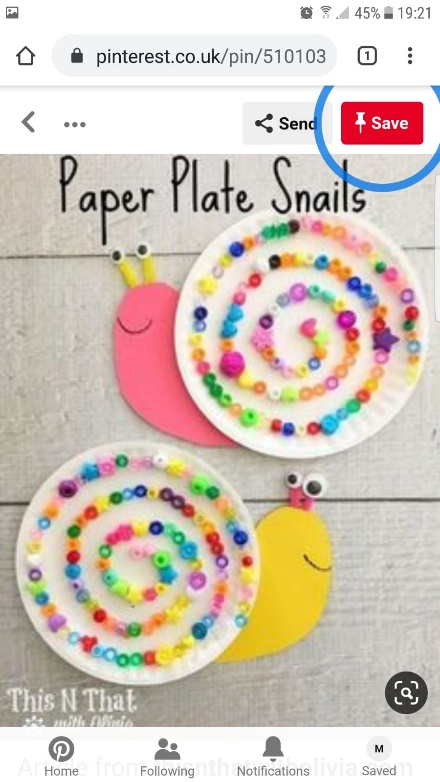 45% 19:21
pinterest.co.uk/pin/510103
1
Send
Save
Paper Plate Snails
This N That
with Olivia
Home
Following
Notifications
M
Saved